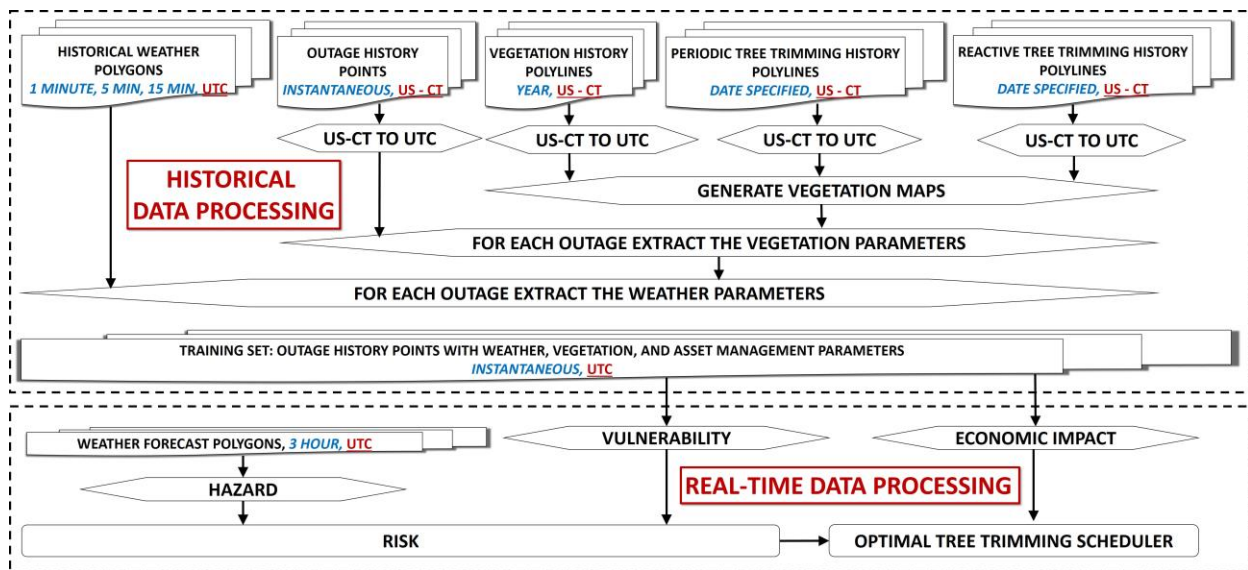 HISTORICAL WEATHER
POLYGONS
1 MINUTE, 5 MIN, 15 MIN, UTC
OUTAGE HISTORY
POINTS
INSTANTANEOUS, US - CT
VEGETATION HISTORY
POLYLINES
YEAR, US - CT
PERIODIC TREE TRIMMING HISTORY
POLYLINES
DATE SPECIFIED, US - CT
REACTIVE TREE TRIMMING HISTORY
POLYLINES
DATE SPECIFIED, US - CT
US-CT TO UTC
US-CT TO UTC
US-CT TO UTC
US-CT TO UTC
HISTORICAL
DATA PROCESSING
GENERATE VEGETATION MAPS
FOR EACH OUTAGE EXTRACT THE VEGETATION PARAMETERS
FOR EACH OUTAGE EXTRACT THE WEATHER PARAMETERS
TRAINING SET: OUTAGE HISTORY POINTS WITH WEATHER, VEGETATION, AND ASSET MANAGEMENT PARAMETERS
INSTANTANEOUS, UTC
WEATHER FORECAST POLYGONS, 3 HOUR, UTC
VULNERABILITY
ECONOMIC IMPACT
HAZARD
REAL-TIME DATA PROCESSING
RISK
OPTIMAL TREE TRIMMING SCHEDULER